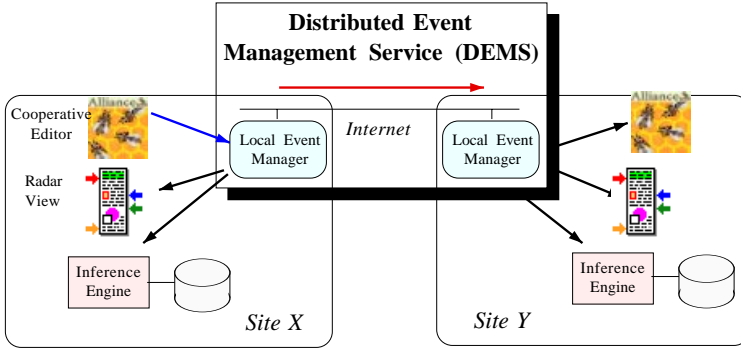 Distributed Event
Management Service (DEMS)
Alliance
Cooperative
Editor
Local Event
Manager
Internet
Local Event
Manager
Alliance
Radar
View
Inference
Engine
Inference
Engine
Site X
Site Y